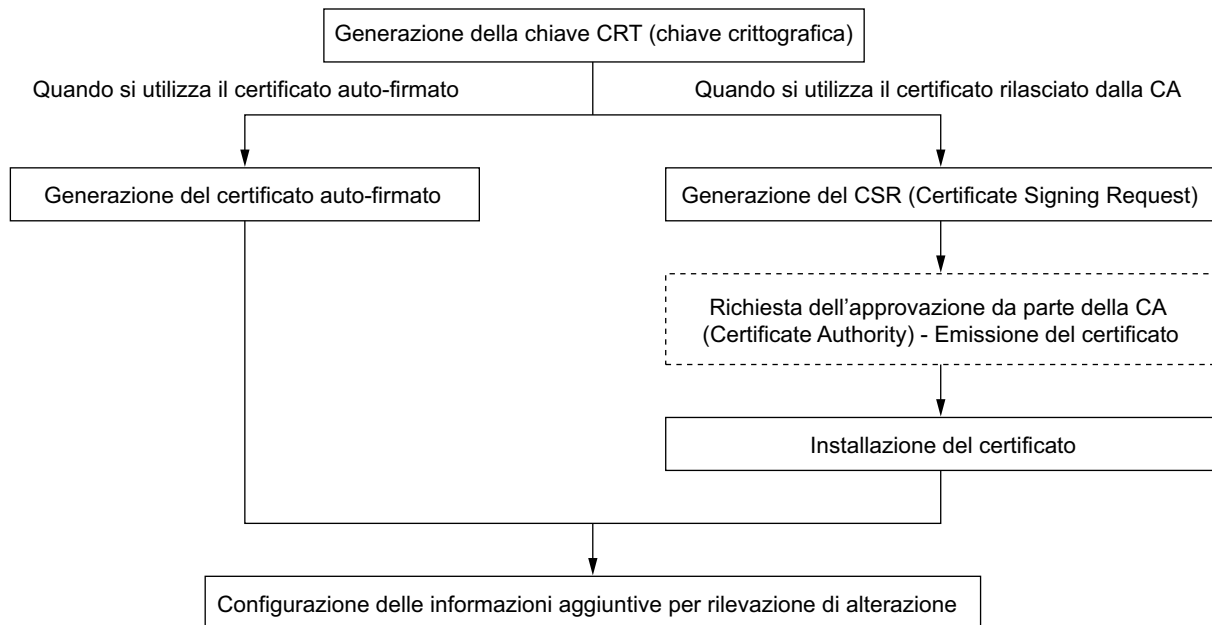 Generazione della chiave CRT (chiave crittografica)
Quando si utilizza il certificato auto-firmato
Quando si utilizza il certificato rilasciato dalla CA
Generazione del certificato auto-firmato
Generazione del CSR (Certificate Signing Request)
Richiesta dell’approvazione da parte della CA
(Certificate Authority) - Emissione del certificato
Installazione del certificato
Configurazione delle informazioni aggiuntive per rilevazione di alterazione